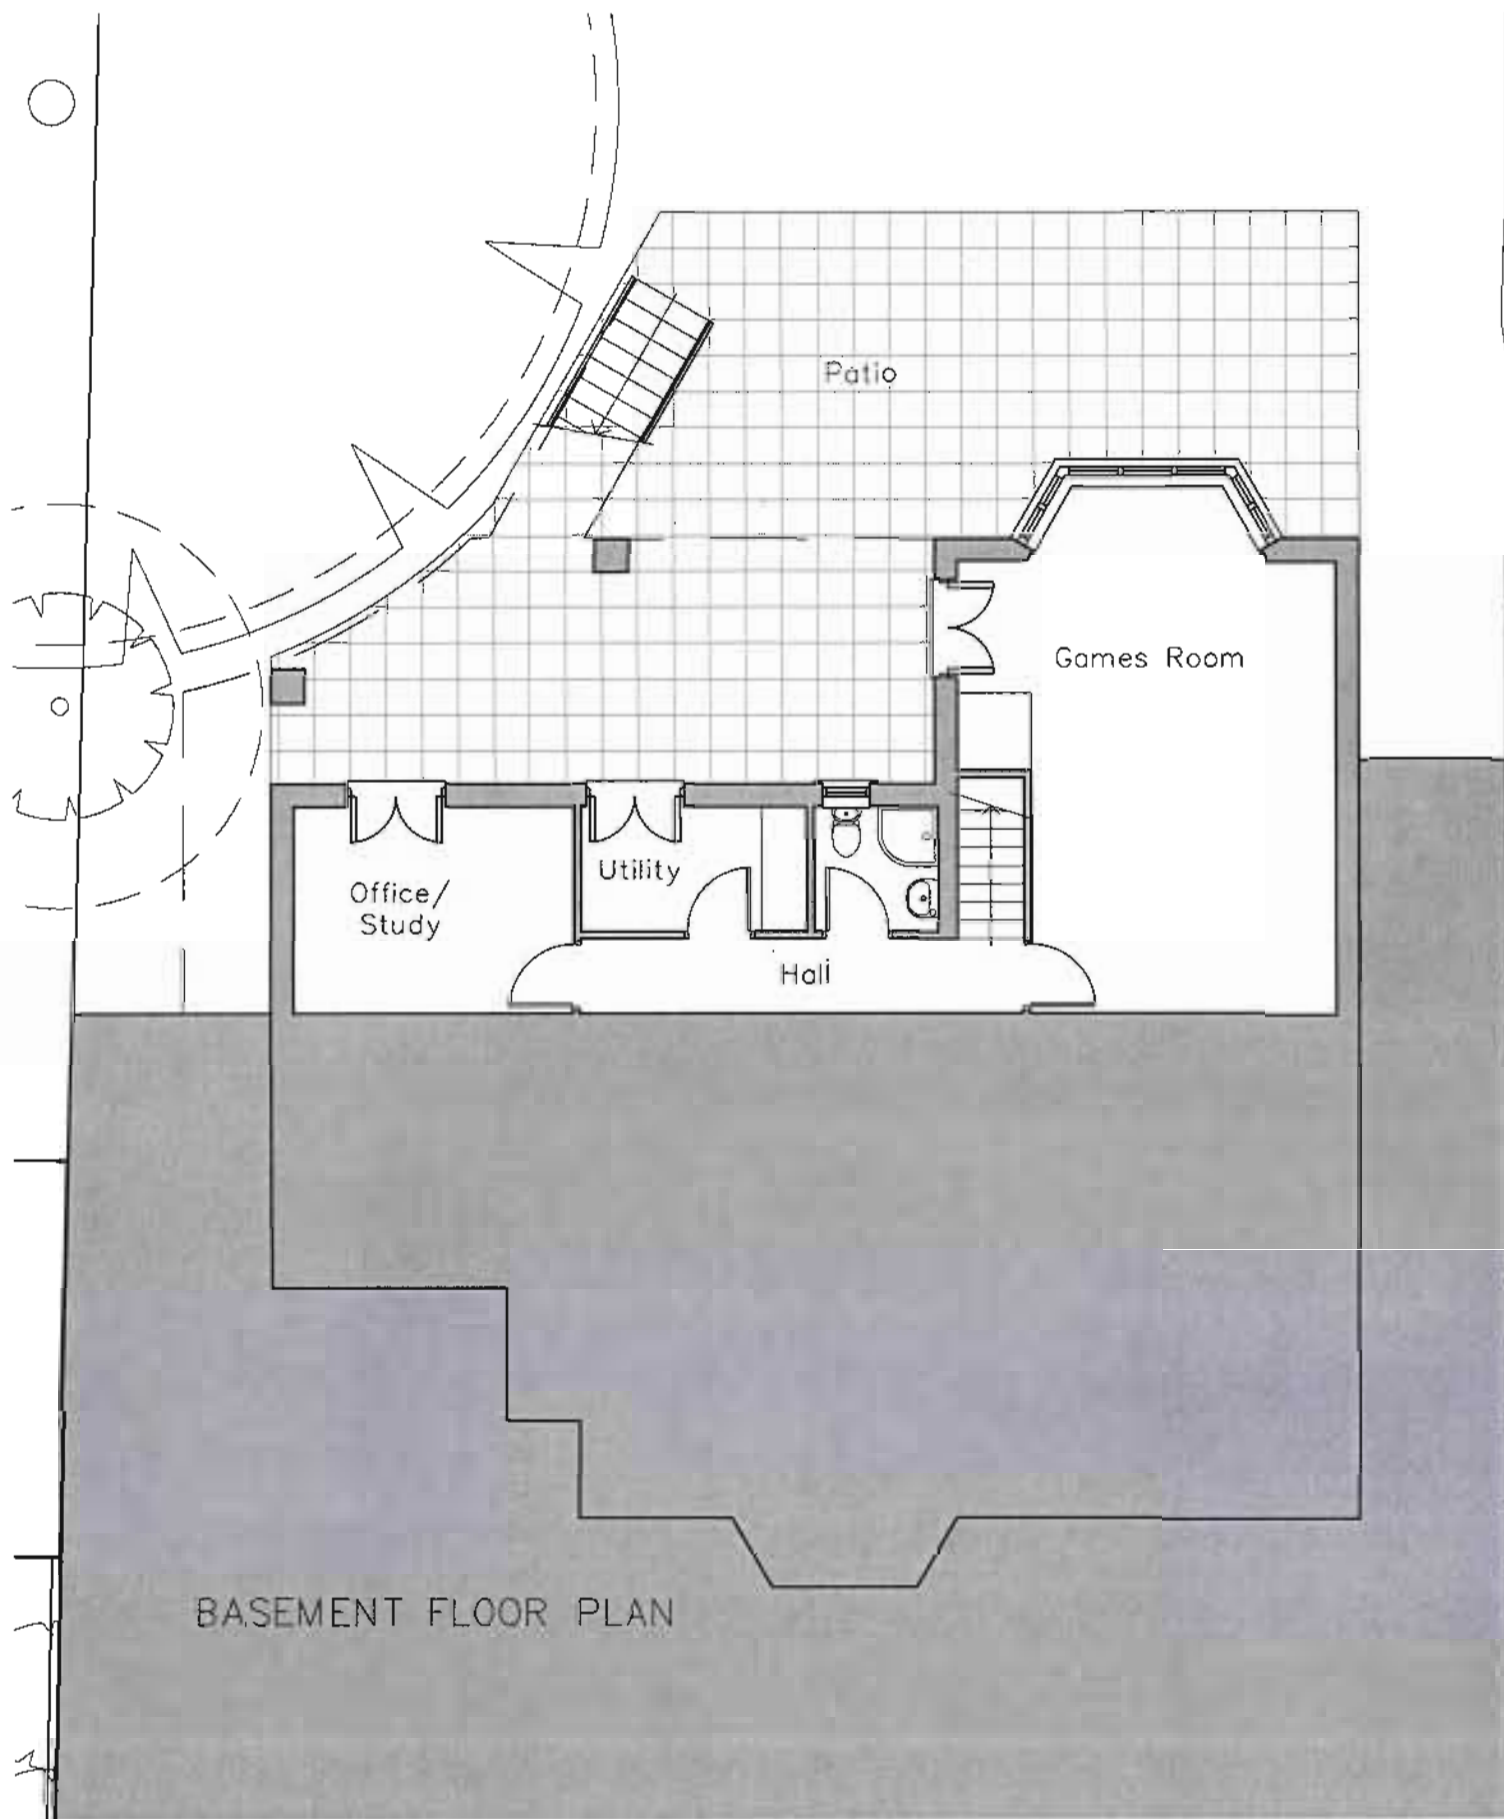 Patio
Games Room
Utility
Office/
Study
Hall
BASEMENT FLOOR PLAN